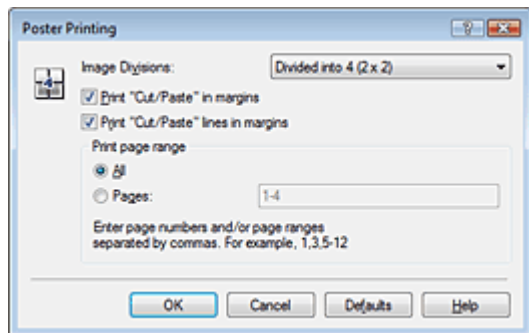 Poster Printing
Image Divisions: Divided into 4 (2 x 2)
Print "Cut/Paste" in margins
Print "Cut/Paste" lines in margins
Print page range
All
Pages: 1-4
Enter page numbers and/or page ranges
separated by commas. For example, 1,3,5-12
OK Cancel Defaults Help